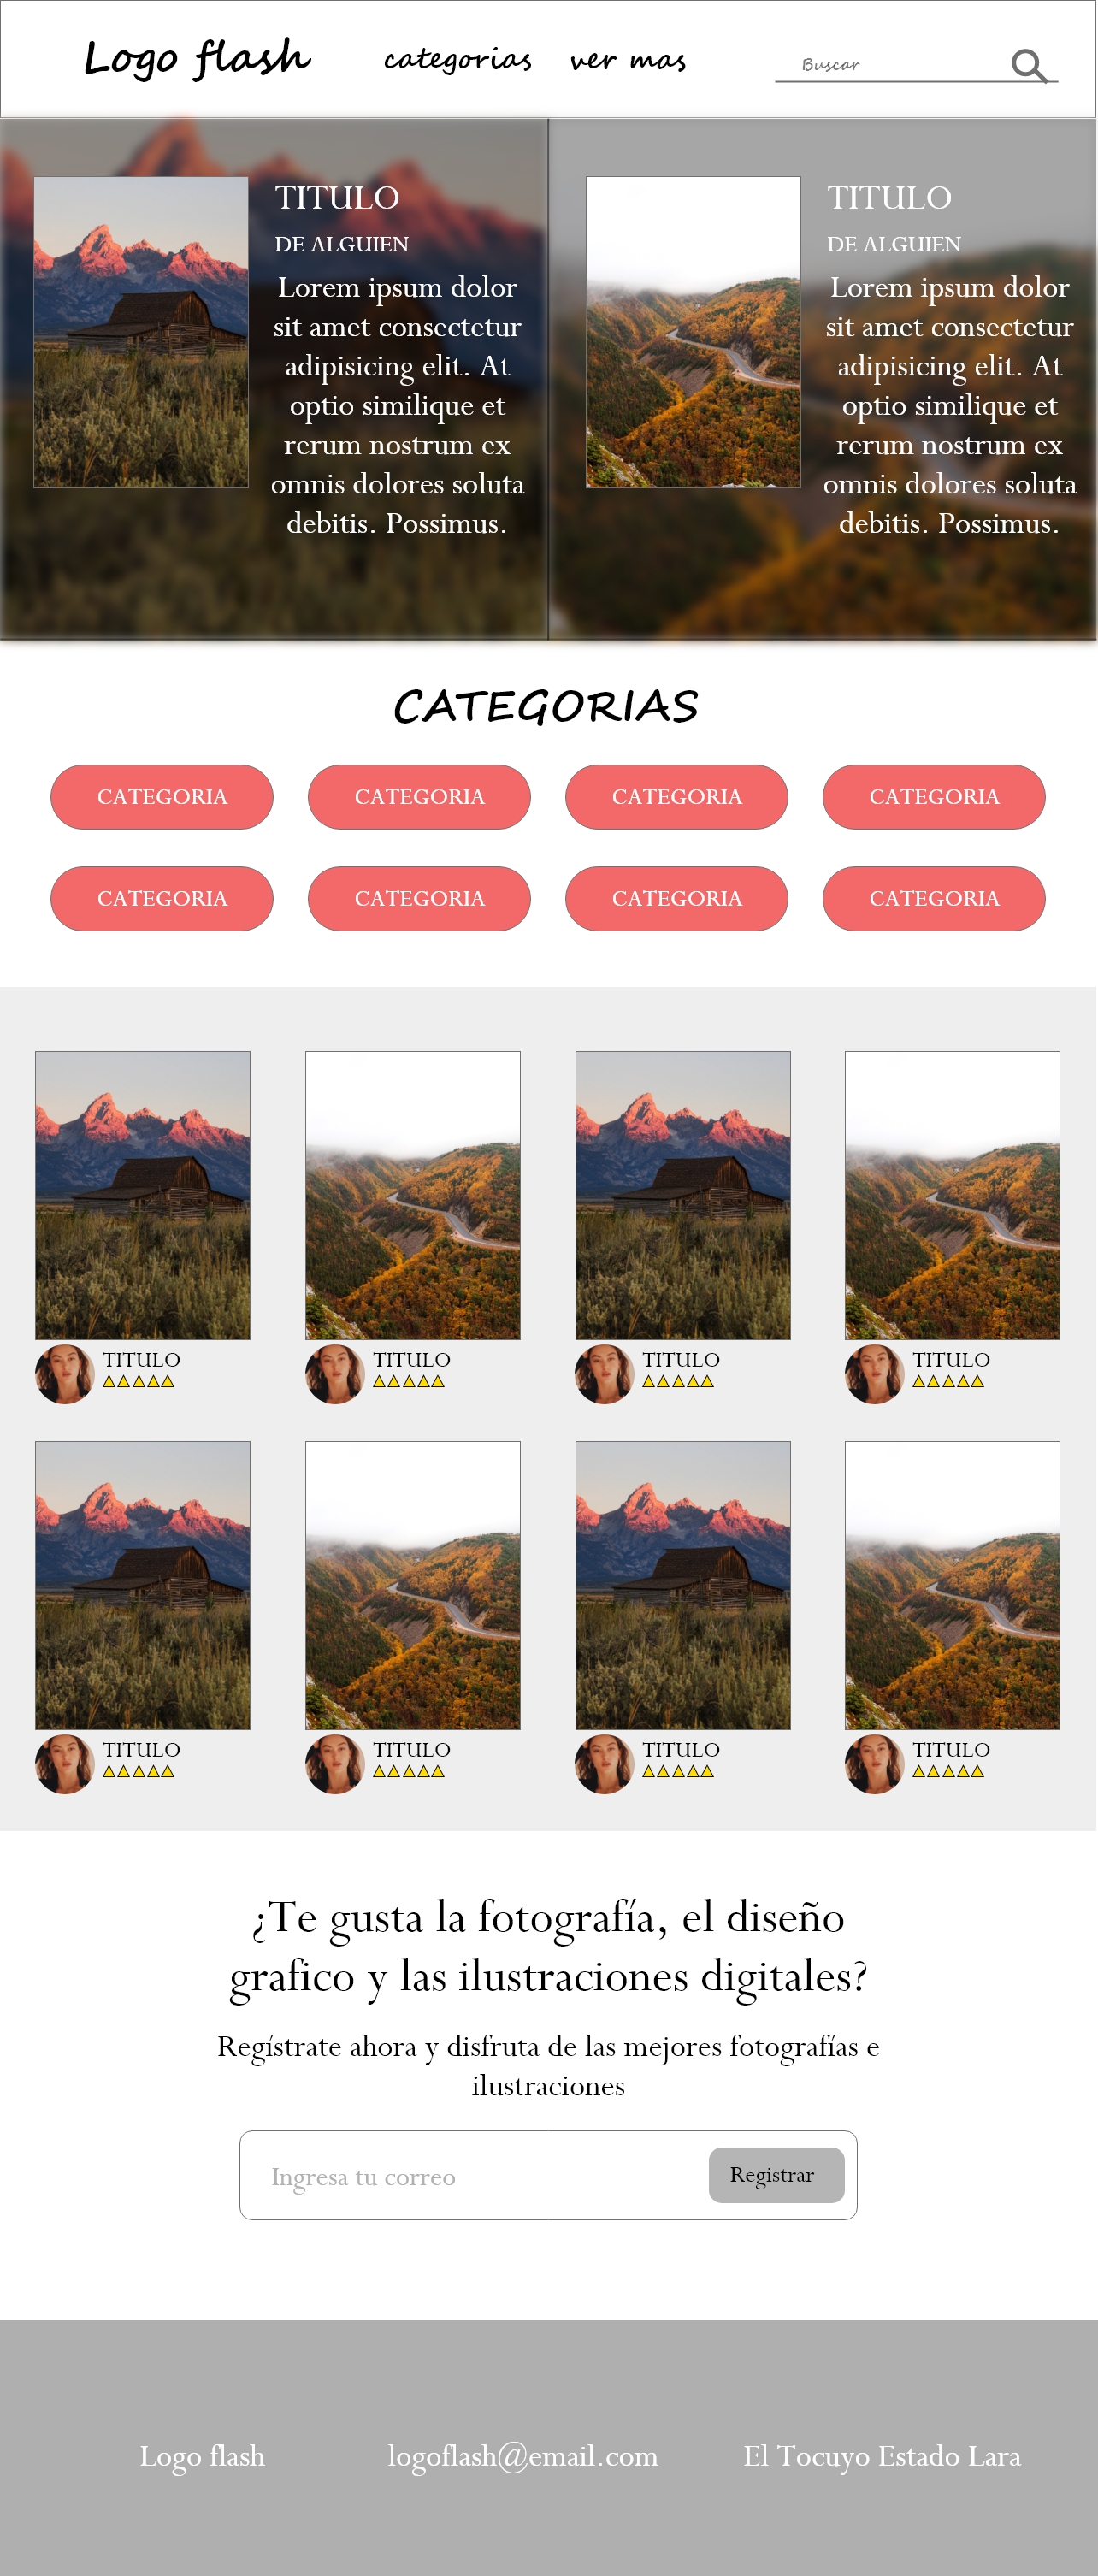 Logo flash
categorias
ver mas
Buscar
TITULO
DE ALGUIEN
Lorem ipsum dolor
sit amet consectetur
adipisicing elit. At
optio similique et
rerum nostrum ex
omnis dolores soluta
debitis. Possimus.
TITULO
DE ALGUIEN
Lorem ipsum dolor
sit amet consectetur
adipisicing elit. At
optio similique et
rerum nostrum ex
omnis dolores soluta
debitis. Possimus.
CATEGORIAS
CATEGORIA
CATEGORIA
CATEGORIA
CATEGORIA
CATEGORIA
CATEGORIA
CATEGORIA
CATEGORIA
TITULO
TITULO
TITULO
TITULO
TITULO
TITULO
TITULO
TITULO
¿Te gusta la fotografía, el diseño
grafico y las ilustraciones digitales?
Regístrate ahora y disfruta de las mejores fotografías e
ilustraciones
Ingresa tu correo
Registrar
Logo flash
logoflash@email.com
El Tocuyo Estado Lara